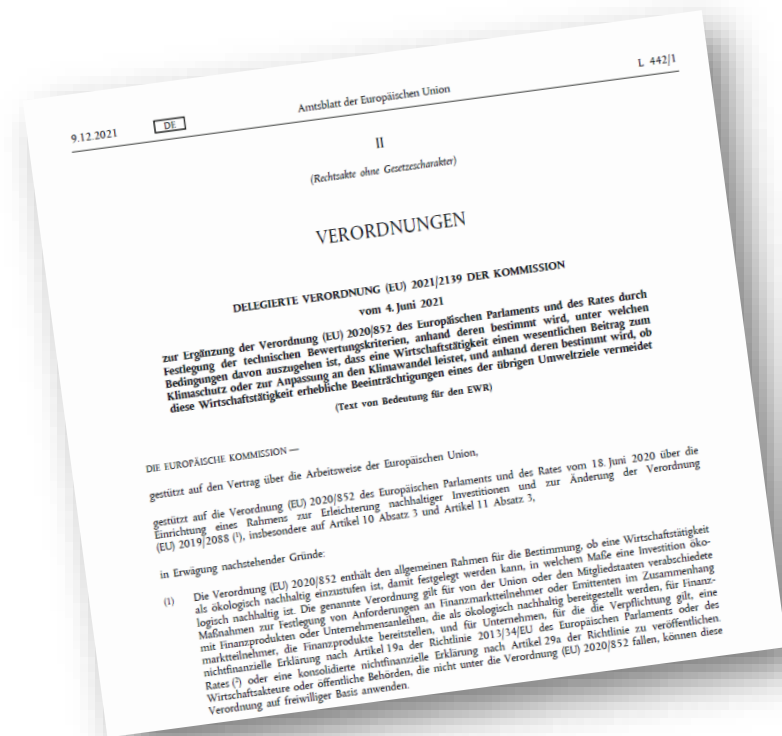 9.12.2021 DE Amtsblatt der Europäischen Union L 442/1
II
(Rechtsakte ohne Gesetzescharakter)
VERORDNUNGEN
DELEGIERTE VERORDNUNG (EU) 2021/2139 DER KOMMISSION
vom 4. Juni 2021
zur Ergänzung der Verordnung (EU) 2020/852 des Europäischen Parlaments und des Rates durch
Festlegung der technischen Bewertungskriterien, anhand deren bestimmt wird, unter welchen
Bedingungen davon auszugehen ist, dass eine Wirtschaftstätigkeit einen wesentlichen Beitrag zum
Klimaschutz oder zur Anpassung an den Klimawandel leistet, und anhand deren bestimmt wird, ob
diese Wirtschaftstätigkeit erhebliche Beeinträchtigungen eines der übrigen Umweltziele vermeidet
(Text von Bedeutung für den EWR)
DIE EUROPÄISCHE KOMMISSION —
gestützt auf den Vertrag über die Arbeitsweise der Europäischen Union,
gestützt auf die Verordnung (EU) 2020/852 des Europäischen Parlaments und des Rates vom 18. Juni 2020 über die
Einrichtung eines Rahmens zur Erleichterung nachhaltiger Investitionen und zur Änderung der Verordnung
(EU) 2019/2088 (¹), insbesondere auf Artikel 10 Absatz 3 und Artikel 11 Absatz 3,
in Erwägung nachstehender Gründe:
(1) Die Verordnung (EU) 2020/852 enthält den allgemeinen Rahmen für die Bestimmung, ob eine Wirtschaftstätigkeit
als ökologisch nachhaltig einzustufen ist, damit festgelegt werden kann, in welchem Maße eine Investition öko-
logisch nachhaltig ist. Die genannte Verordnung gilt für von der Union oder den Mitgliedstaaten verabschiedete
Maßnahmen zur Festlegung von Anforderungen an Finanzmarktteilnehmer oder Emittenten im Zusammenhang
mit Finanzprodukten oder Unternehmensanleihen, die als ökologisch nachhaltig bereitgestellt werden, für Finanz-
marktteilnehmer, die Finanzprodukte bereitstellen, und für Unternehmen, für die die Verpflichtung gilt, eine
nichtfinanzielle Erklärung nach Artikel 19a der Richtlinie 2013/34/EU des Europäischen Parlaments oder des
Rates (²) oder eine konsolidierte nichtfinanzielle Erklärung nach Artikel 29a der Richtlinie zu veröffentlichen.
Wirtschaftsakteure oder öffentliche Behörden, die nicht unter die Verordnung (EU) 2020/852 fallen, können diese
Verordnung auf freiwilliger Basis anwenden.